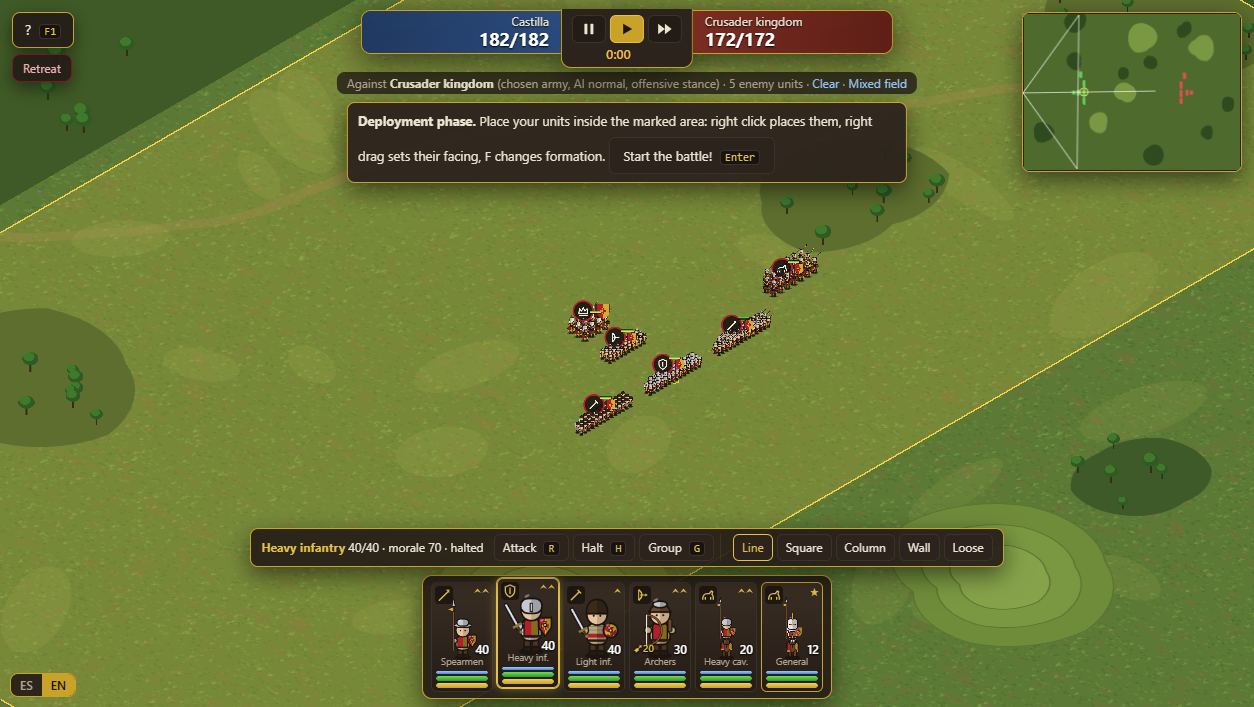 ? F1
Retreat
Castilla
182/182
0:00
Crusader kingdom
172/172
Against Crusader kingdom (chosen army, AI normal, offensive stance) · 5 enemy units · Clear · Mixed field
Deployment phase. Place your units inside the marked area: right click places them, right
drag sets their facing, F changes formation. Start the battle! Enter
Heavy infantry 40/40 · morale 70 · halted Attack R Halt H Group G Line Square Column Wall Loose
40
Spearmen
40
Heavy inf.
40
Light inf.
20 30
Archers
20
Heavy cav.
12
General
ES EN